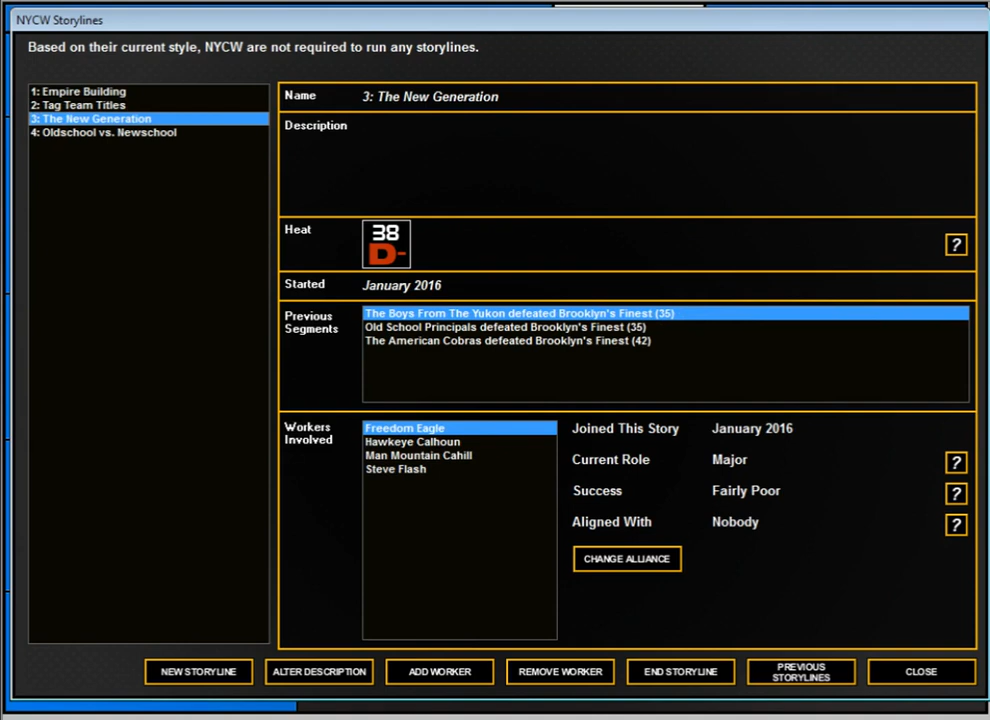 NYCW Storylines
Based on their current style, NYCW are not required to run any storylines.
1: Empire Building
2: Tag Team Titles
3: The New Generation
4: Oldschool vs. Newschool
Name
3: The New Generation
Description
Heat
38
D-
?
Started
January 2016
Previous
Segments
The Boys From The Yukon defeated Brooklyn's Finest (35)
Old School Principals defeated Brooklyn's Finest (35)
The American Cobras defeated Brooklyn's Finest (42)
Workers
Involved
Freedom Eagle
Hawkeye Calhoun
Man Mountain Cahill
Steve Flash
Joined This Story January 2016
Current Role Major ?
Success Fairly Poor ?
Aligned With Nobody ?
CHANGE ALLIANCE
NEW STORYLINE
ALTER DESCRIPTION
ADD WORKER
REMOVE WORKER
END STORYLINE
PREVIOUS
STORYLINES
CLOSE